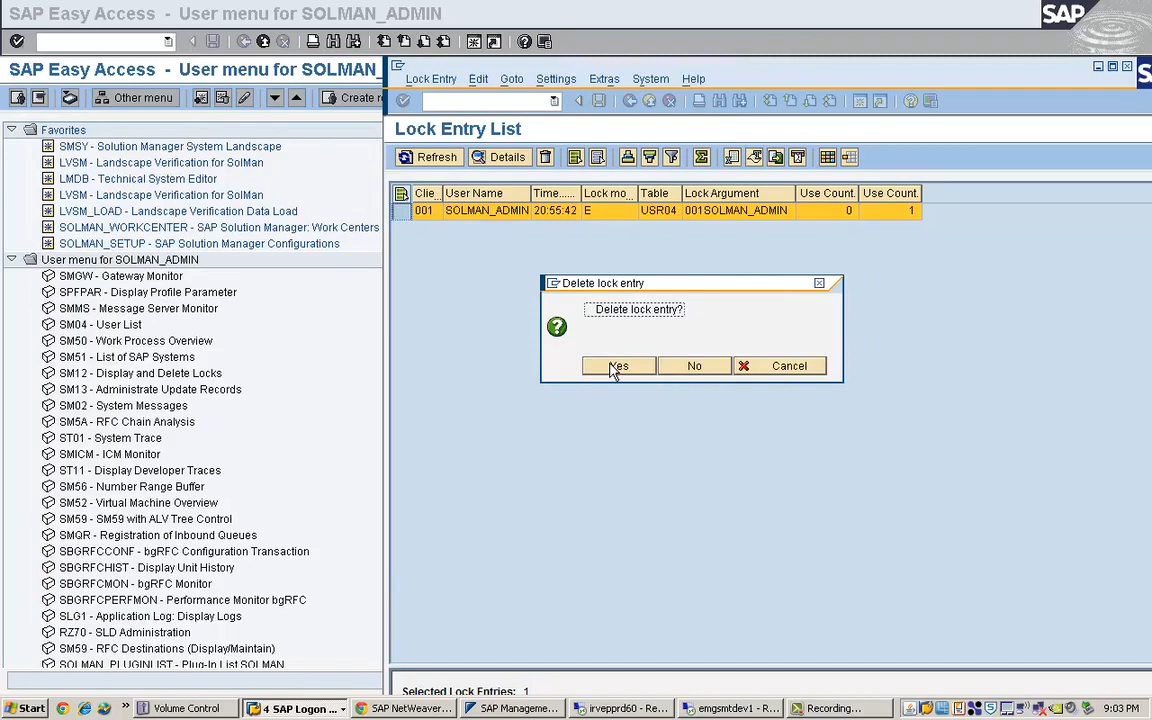 SAP Easy Access - User menu for SOLMAN_ADMIN
SAP
SAP Easy Access - User menu for SOLMAN_
Other menu
Create r
Favorites
SMSY - Solution Manager System Landscape
LVSM - Landscape Verification for SolMan
LMDB - Technical System Editor
LVSM - Landscape Verification for SolMan
LVSM_LOAD - Landscape Verification Data Load
SOLMAN_WORKCENTER - SAP Solution Manager: Work Centers
SOLMAN_SETUP - SAP Solution Manager Configurations
User menu for SOLMAN_ADMIN
SMGW - Gateway Monitor
SPFPAR - Display Profile Parameter
SMMS - Message Server Monitor
SM04 - User List
SM50 - Work Process Overview
SM51 - List of SAP Systems
SM12 - Display and Delete Locks
SM13 - Administrate Update Records
SM02 - System Messages
SM5A - RFC Chain Analysis
ST01 - System Trace
SMICM - ICM Monitor
ST11 - Display Developer Traces
SM56 - Number Range Buffer
SM52 - Virtual Machine Overview
SM59 - SM59 with ALV Tree Control
SMQR - Registration of Inbound Queues
SBGRFCCONF - bgRFC Configuration Transaction
SBGRFCHIST - Display Unit History
SBGRFCMON - bgRFC Monitor
SBGRFCPERFMON - Performance Monitor bgRFC
SLG1 - Application Log: Display Logs
RZ70 - SLD Administration
SM59 - RFC Destinations (Display/Maintain)
SOLMAN_PLUGINLIST - Plug-In List SOLMAN
Lock Entry Edit Goto Settings Extras System Help
Lock Entry List
Refresh Details
Clie User Name Time..... Lock mo... Table Lock Argument Use Count. Use Count.
001 SOLMAN_ADMIN 20:55:42 E USR04 001SOLMAN_ADMIN 0 1
Delete lock entry
Delete lock entry?
Yes No Cancel
Selected Lock Entries: 1
Start » Volume Control 4 SAP Logon ... SAP NetWeaver... SAP Manageme... irveprd60 - Re... emgsmtdev1 - R... Recording... 9:03 PM